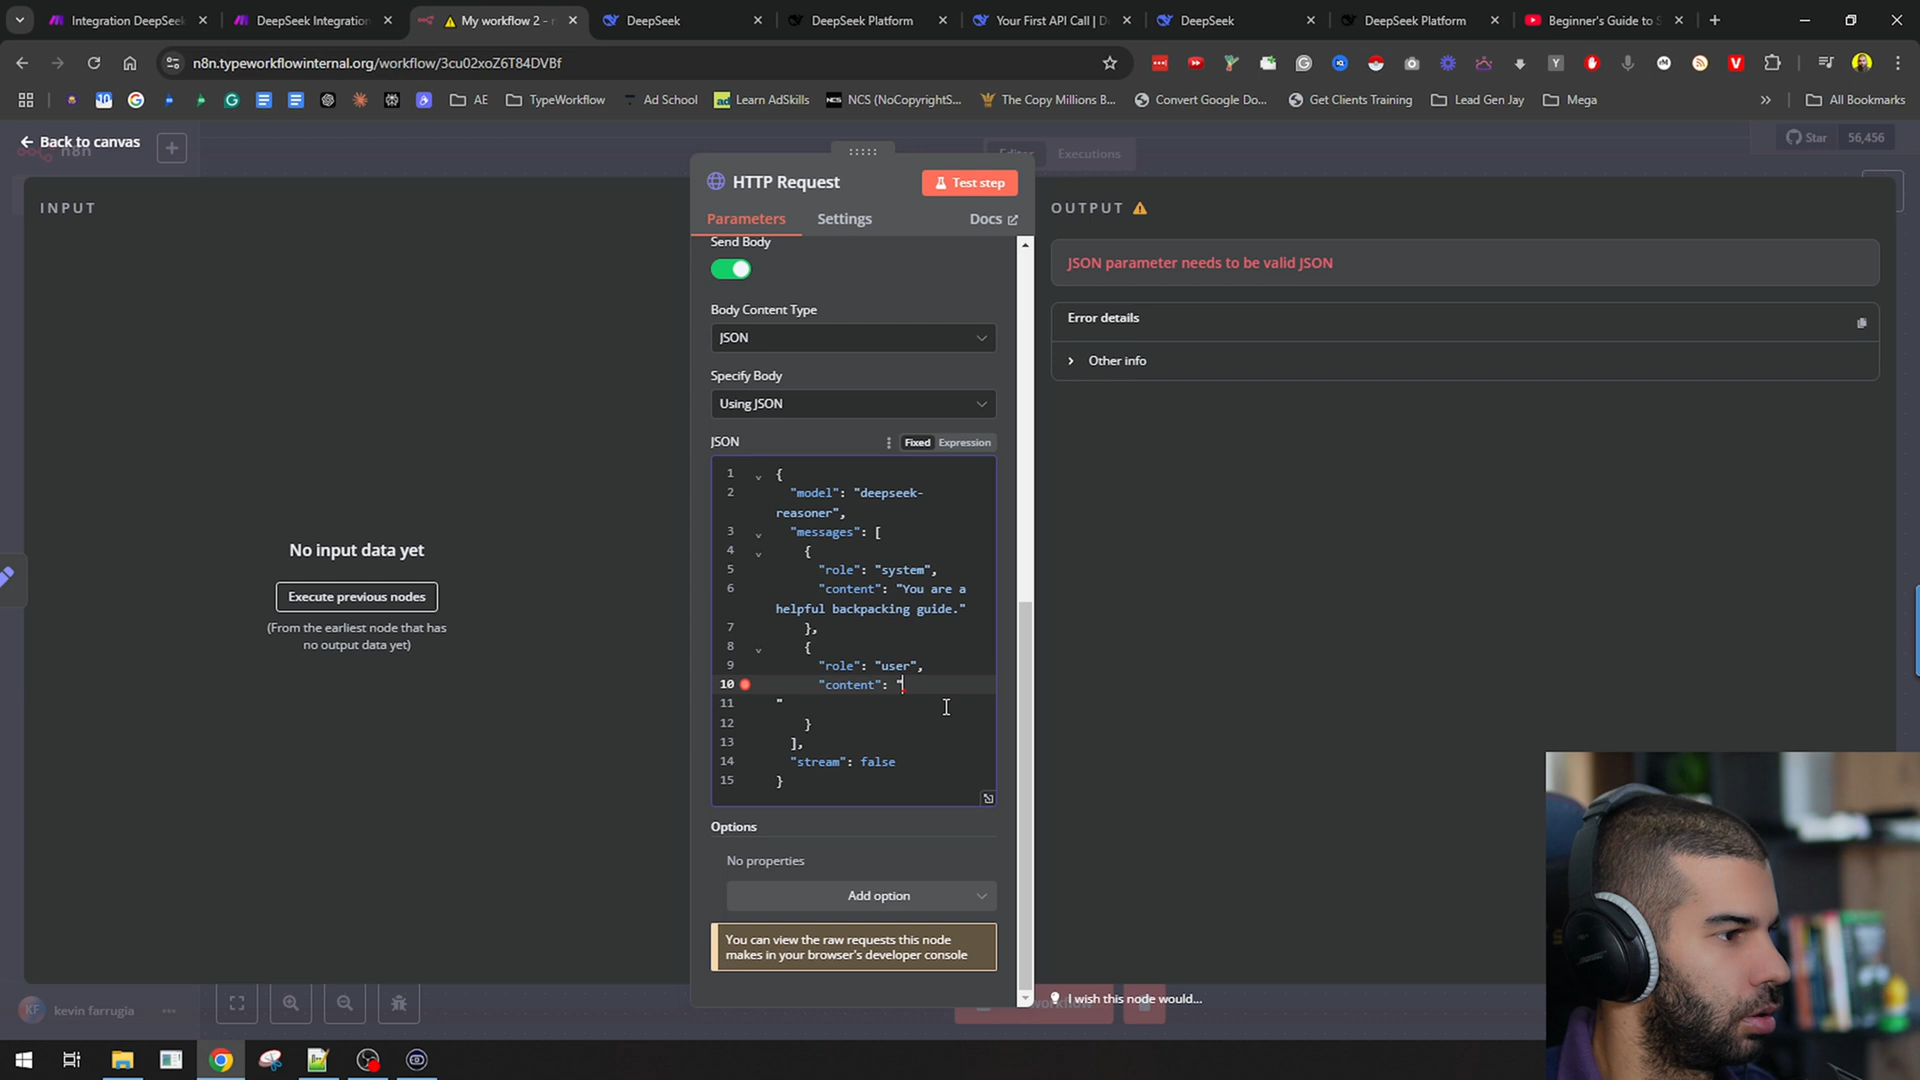 Integration DeepSeek
DeepSeek Integration
My workflow 2 - n
DeepSeek
DeepSeek Platform
Your First API Call | D
DeepSeek
DeepSeek Platform
Beginner's Guide to S
n8n.typeworkflowinternal.org/workflow/3cu02xoZ6T84DVBf
AE
TypeWorkflow
Ad School
Learn AdSkills
NCS (NoCopyrightS...
The Copy Millions B...
Convert Google Do...
Get Clients Training
Lead Gen Jay
Mega
All Bookmarks
Back to canvas
n8n
Editor
Executions
Star
56,456
HTTP Request
Test step
Parameters
Settings
Docs
INPUT
No input data yet
Execute previous nodes
(From the earliest node that has
no output data yet)
Send Body
Body Content Type
JSON
Specify Body
Using JSON
JSON
Fixed
Expression
1 {
2 "model": "deepseek-
reasoner",
3 "messages": [
4 {
5 "role": "system",
6 "content": "You are a
helpful backpacking guide."
7 },
8 {
9 "role": "user",
10 "content": "
11 "
12 }
13 ],
14 "stream": false
15 }
Options
No properties
Add option
You can view the raw requests this node
makes in your browser's developer console
I wish this node would...
OUTPUT
JSON parameter needs to be valid JSON
Error details
Other info
KF
kevin farrugia